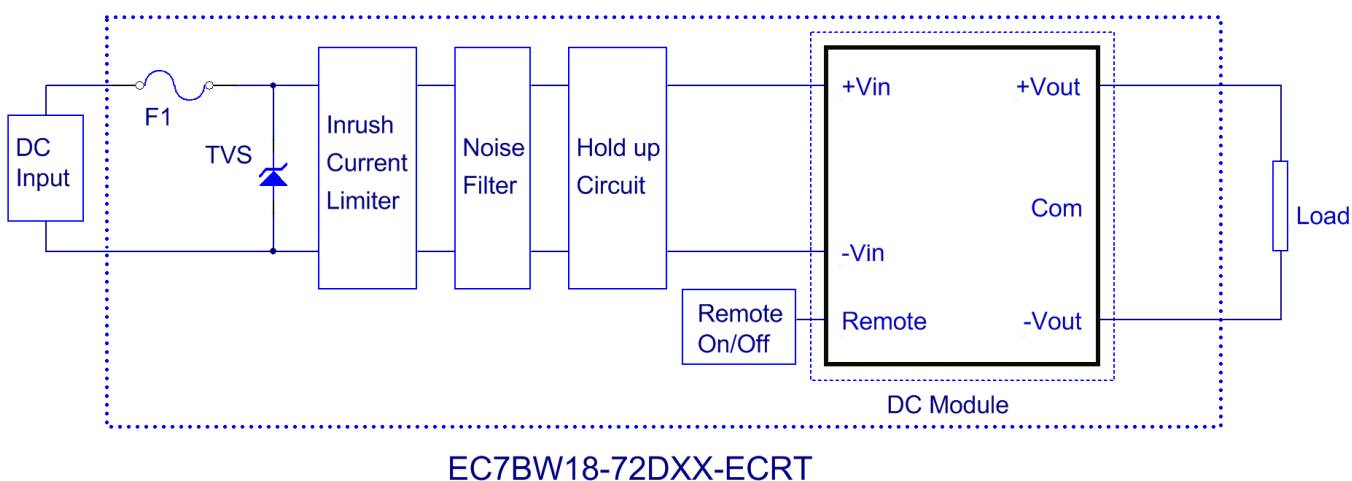 DC
Input
F1
TVS
Inrush
Current
Limiter
Noise
Filter
Hold up
Circuit
Remote
On/Off
+Vin
-Vin
Remote
+Vout
Com
-Vout
DC Module
Load
EC7BW18-72DXX-ECRT